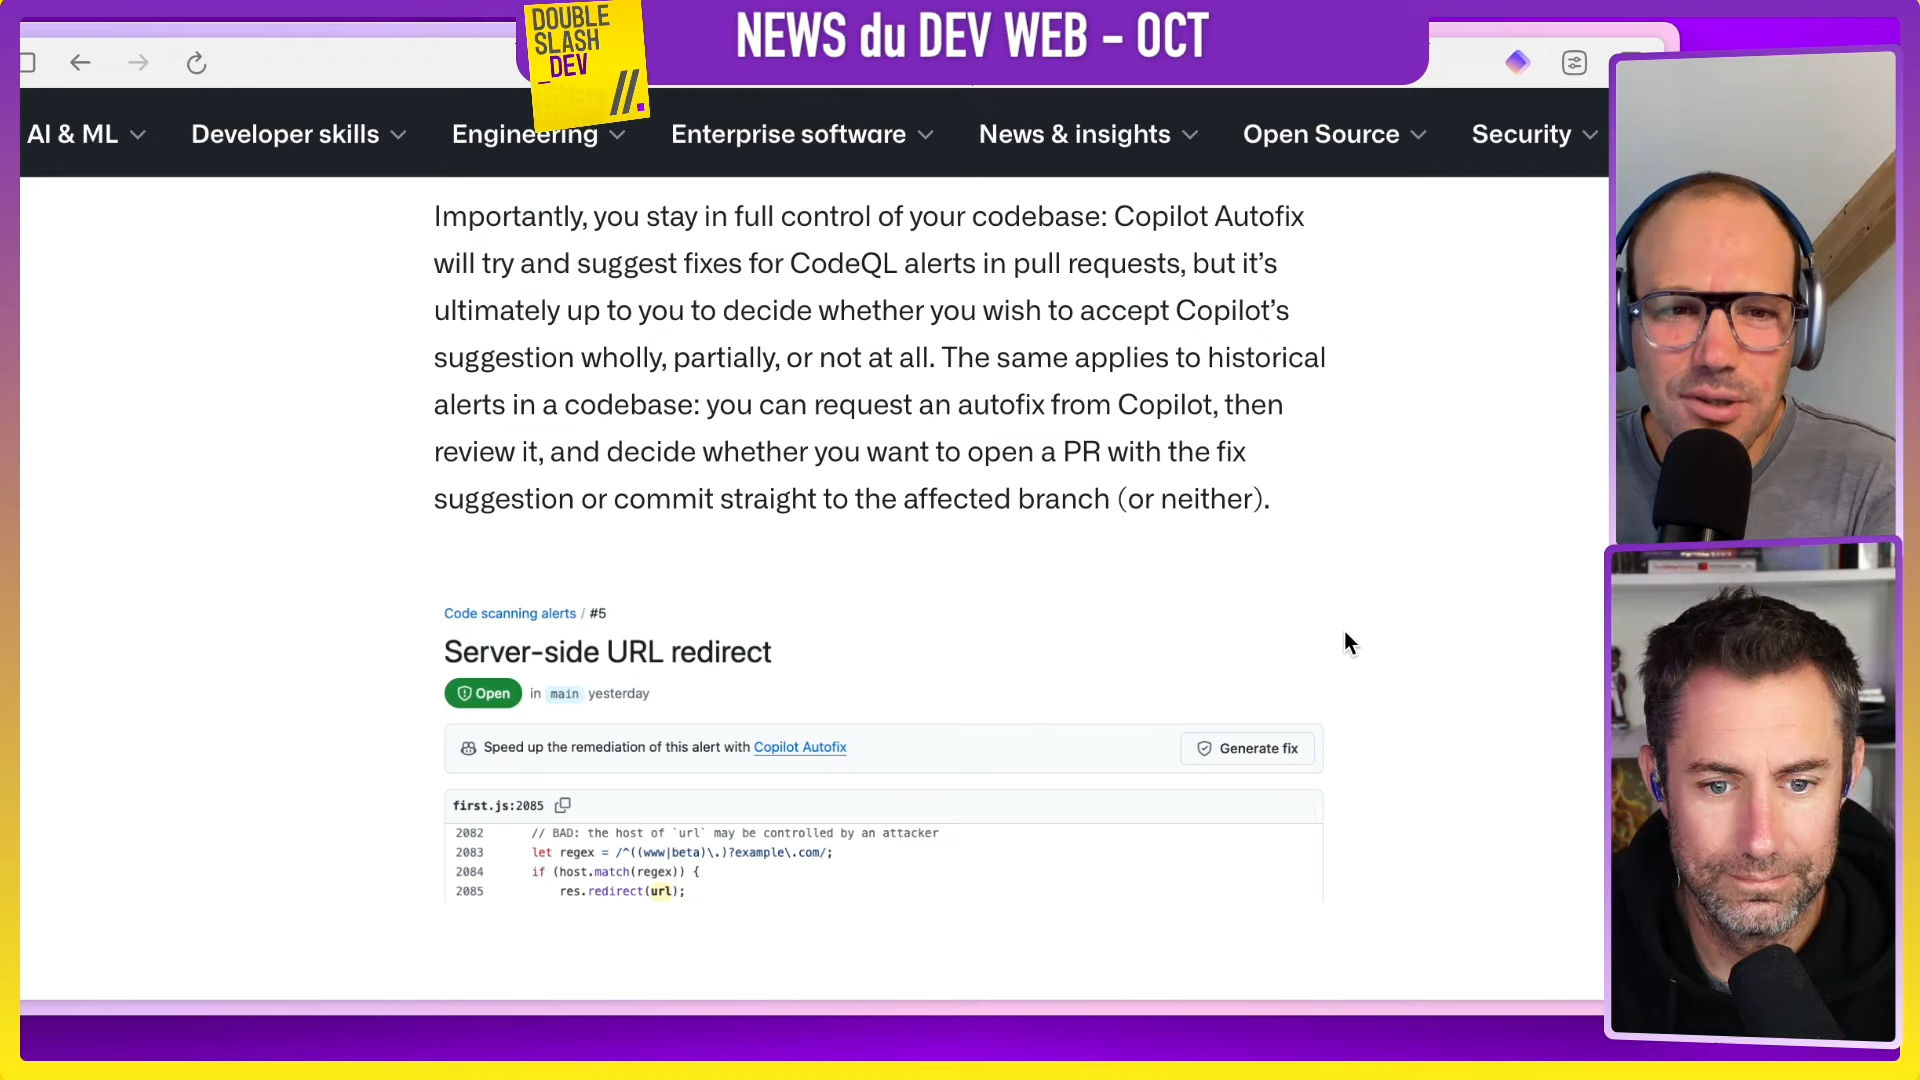 DOUBLE
SLASH
_DEV
//.
NEWS du DEV WEB - OCT
AI & ML
Developer skills
Engineering
Enterprise software
News & insights
Open Source
Security
Importantly, you stay in full control of your codebase: Copilot Autofix
will try and suggest fixes for CodeQL alerts in pull requests, but it’s
ultimately up to you to decide whether you wish to accept Copilot’s
suggestion wholly, partially, or not at all. The same applies to historical
alerts in a codebase: you can request an autofix from Copilot, then
review it, and decide whether you want to open a PR with the fix
suggestion or commit straight to the affected branch (or neither).
Code scanning alerts / #5
Server-side URL redirect
Open in main yesterday
Speed up the remediation of this alert with Copilot Autofix
Generate fix
first.js:2085
2082 // BAD: the host of `url` may be controlled by an attacker
2083 let regex = /^((www|beta)\.)?example\.com/;
2084 if (host.match(regex)) {
2085 res.redirect(url);